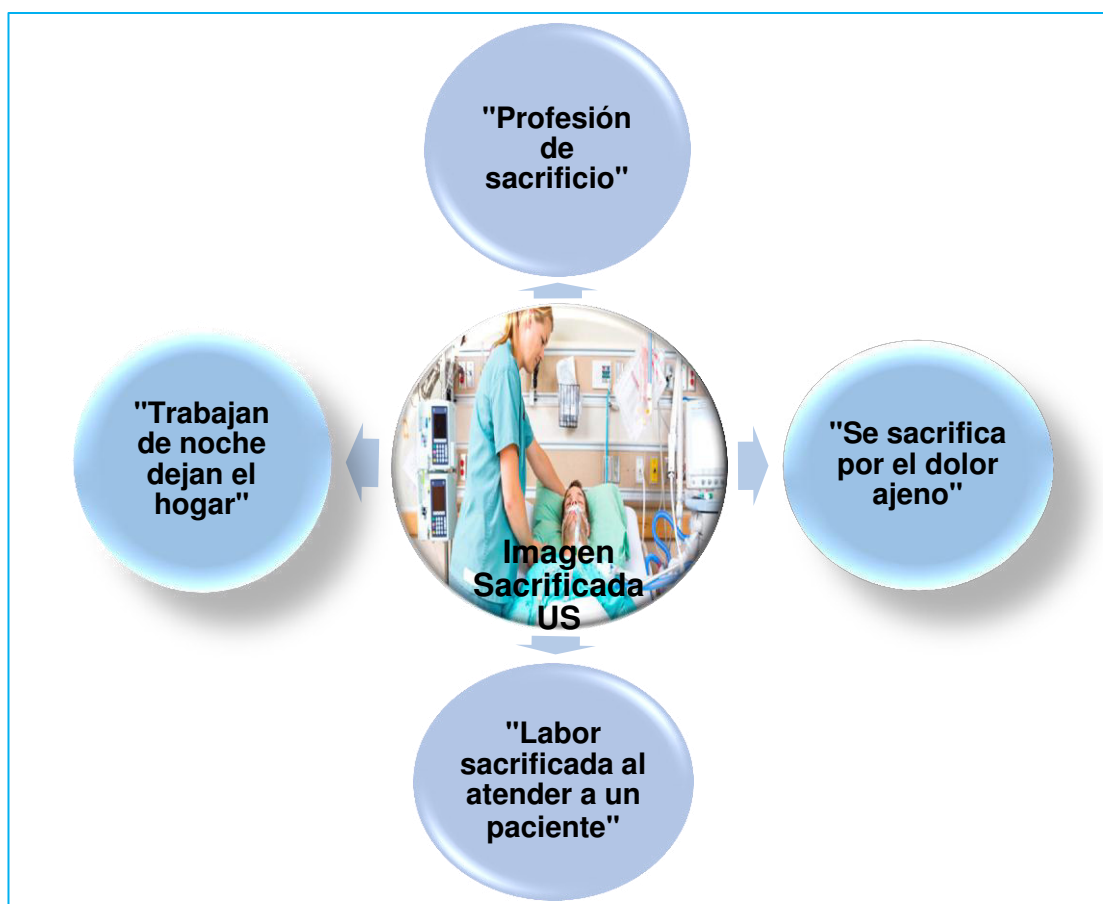 "Profesión
de
sacrificio"
"Trabajan
de noche
dejan el
hogar"
Imagen
Sacrificada
US
"Se sacrifica
por el dolor
ajeno"
"Labor
sacrificada al
atender a un
paciente"